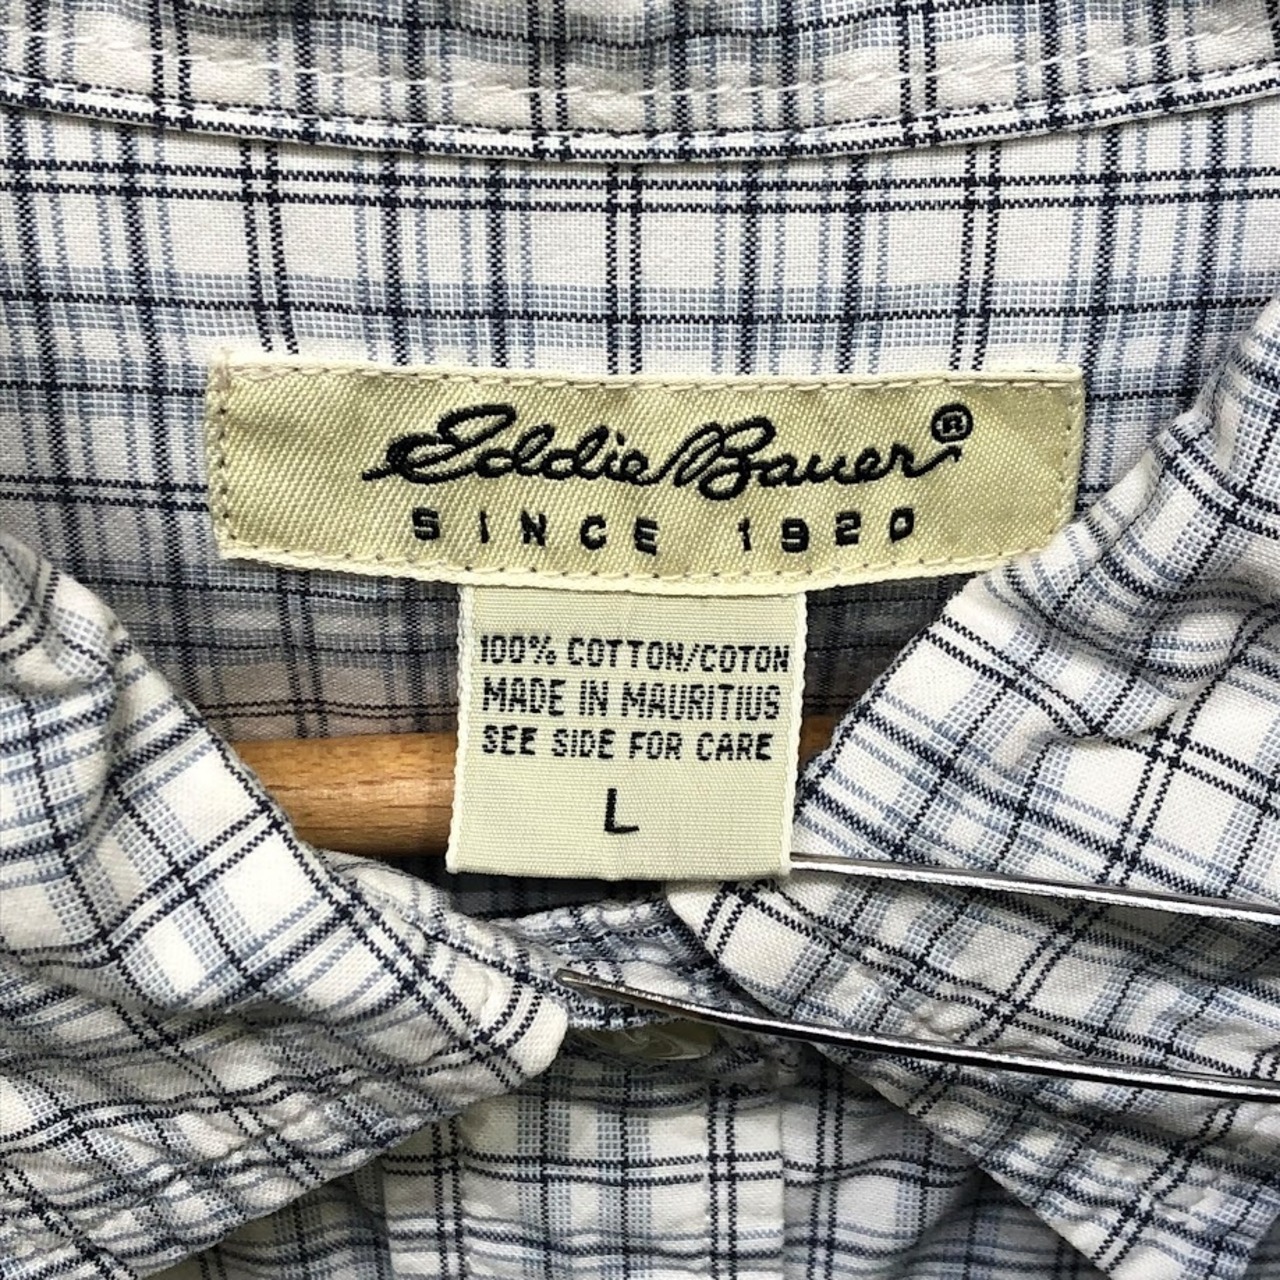 Eddie Bauer®
SINCE 1920
100% COTTON/COTON
MADE IN MAURITIUS
SEE SIDE FOR CARE
L